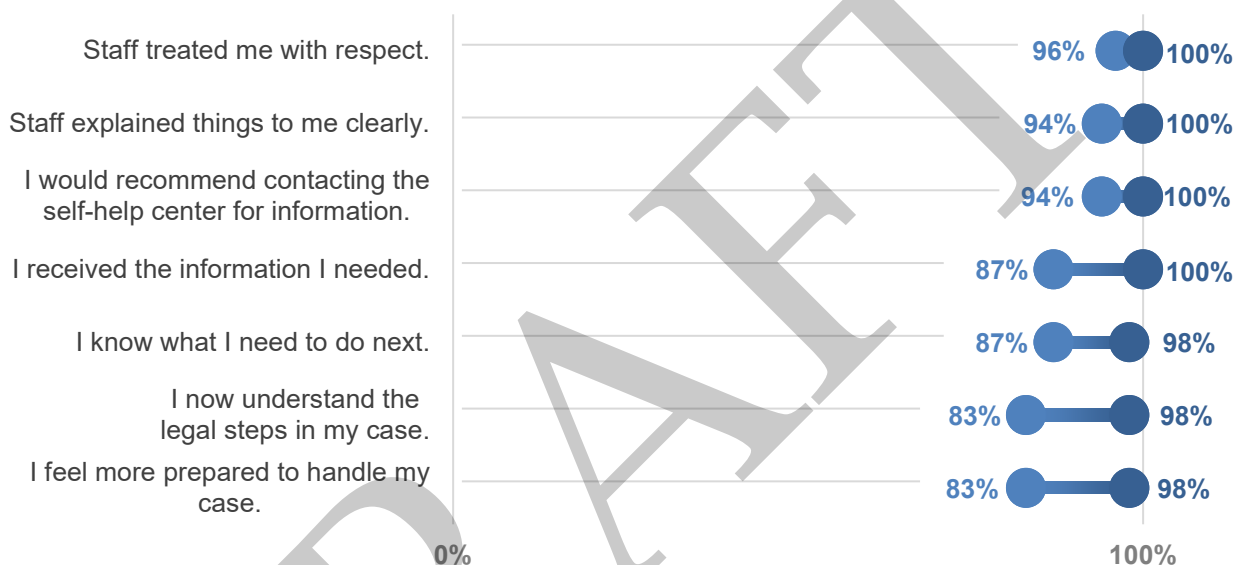 Staff treated me with respect.
96%
100%
Staff explained things to me clearly.
94%
100%
I would recommend contacting the
self-help center for information.
94%
100%
I received the information I needed.
87%
100%
I know what I need to do next.
87%
98%
I now understand the
legal steps in my case.
83%
98%
I feel more prepared to handle my
case.
83%
98%
0%
100%
RAFT